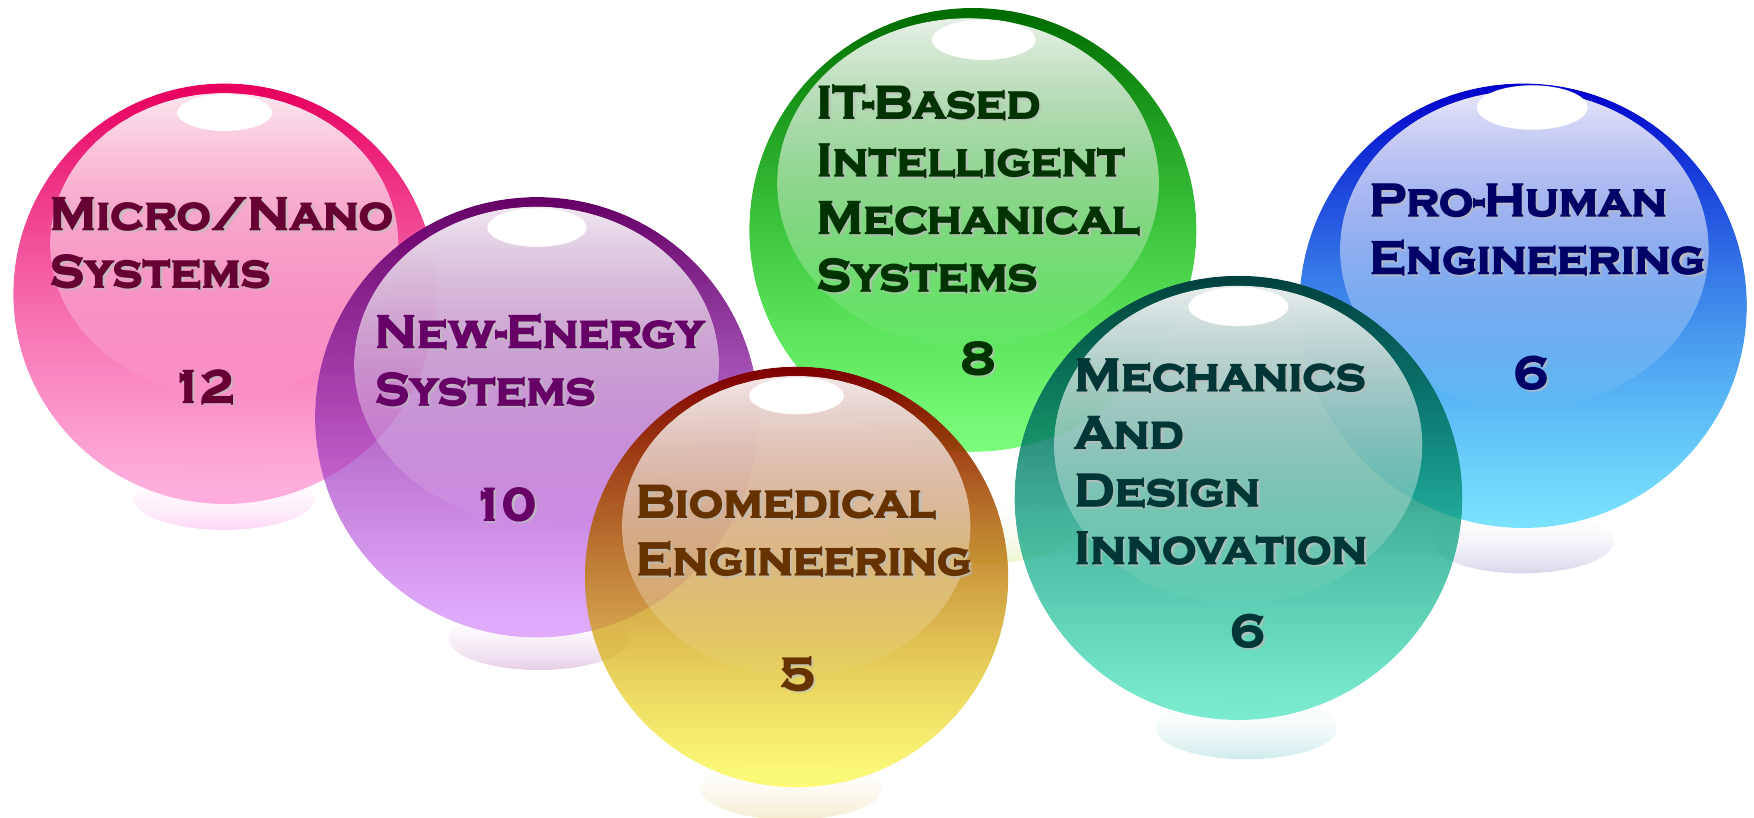 Micro/Nano
Systems
12
New-Energy
Systems
10
Biomedical
Engineering
5
IT-Based
Intelligent
Mechanical
Systems
8
Mechanics
And
Design
Innovation
6
Pro-Human
Engineering
6